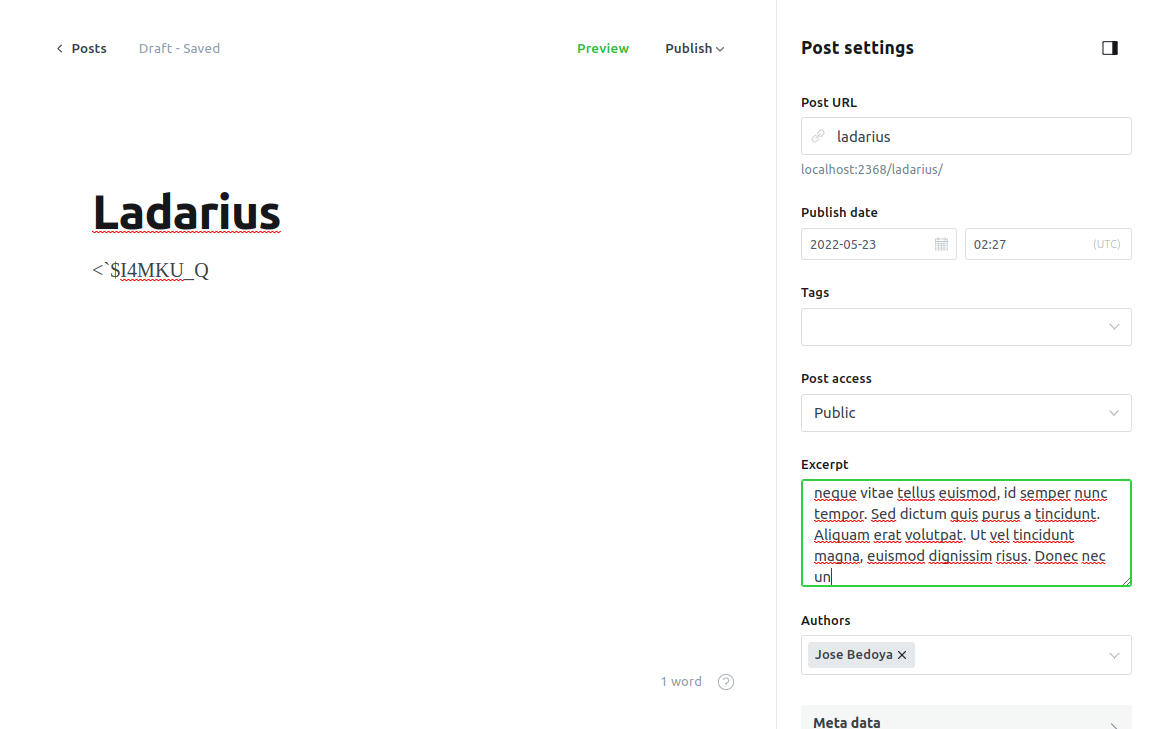 Posts
Draft - Saved
Preview
Publish
Ladarius
<`$I4MKU_Q
1 word
?
Post settings
Post URL
ladarius
localhost:2368/ladarius/
Publish date
2022-05-23
02:27
(UTC)
Tags
Post access
Public
Excerpt
neque vitae tellus euismod, id semper nunc
tempor. Sed dictum quis purus a tincidunt.
Aliquam erat volutpat. Ut vel tincidunt
magna, euismod dignissim risus. Donec nec
un
Authors
Jose Bedoya
Meta data